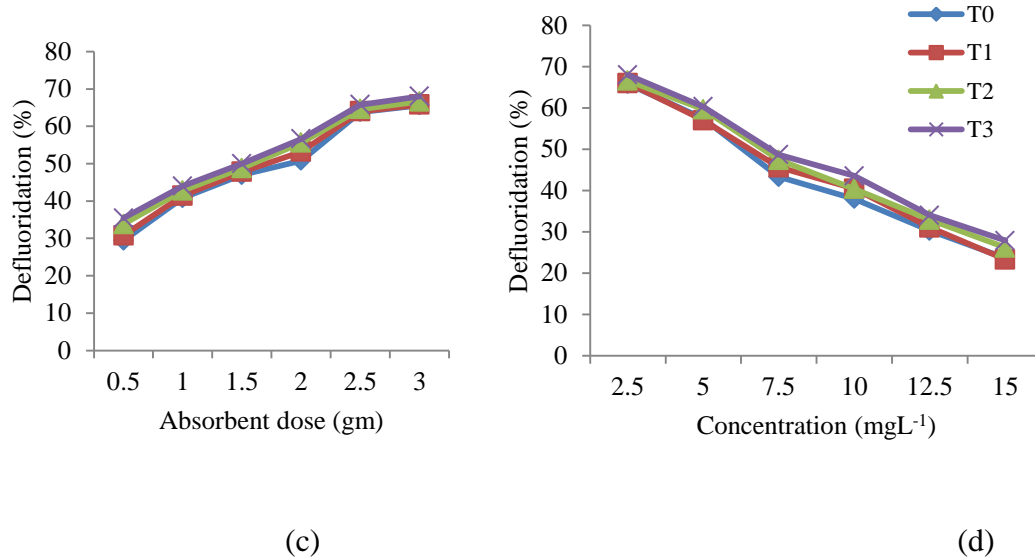 80
70
60
50
40
30
20
10
0
Defluoridation (%)
0.5 1 1.5 2 2.5 3
Absorbent dose (gm)
(c)
T0
T1
T2
T3
80
70
60
50
40
30
20
10
0
Defluoridation (%)
2.5 5 7.5 10 12.5 15
Concentration (mgL⁻¹)
(d)